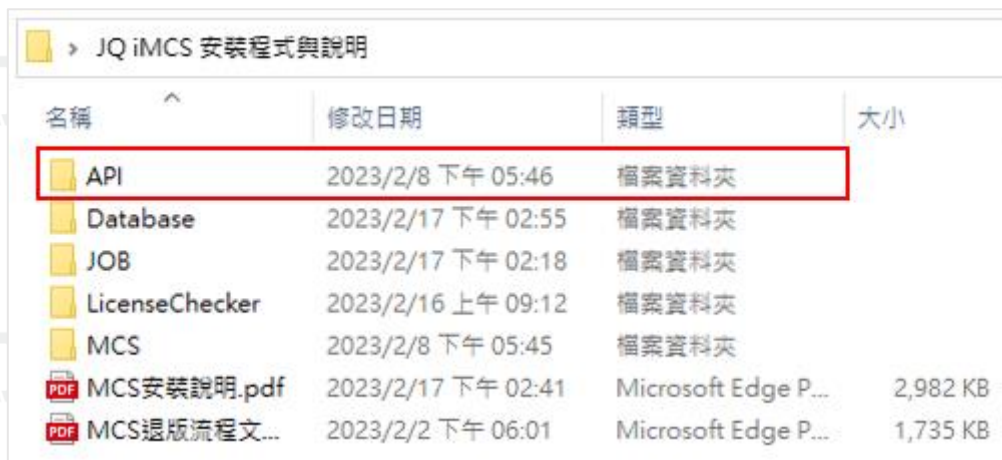 JQ iMCS 安裝程式與說明
名稱 修改日期 類型 大小
API 2023/2/8 下午 05:46 檔案資料夾
Database 2023/2/17 下午 02:55 檔案資料夾
JOB 2023/2/17 下午 02:18 檔案資料夾
LicenseChecker 2023/2/16 上午 09:12 檔案資料夾
MCS 2023/2/8 下午 05:45 檔案資料夾
PDF MCS安裝說明.pdf 2023/2/17 下午 02:41 Microsoft Edge P... 2,982 KB
PDF MCS退版流程文... 2023/2/2 下午 06:01 Microsoft Edge P... 1,735 KB